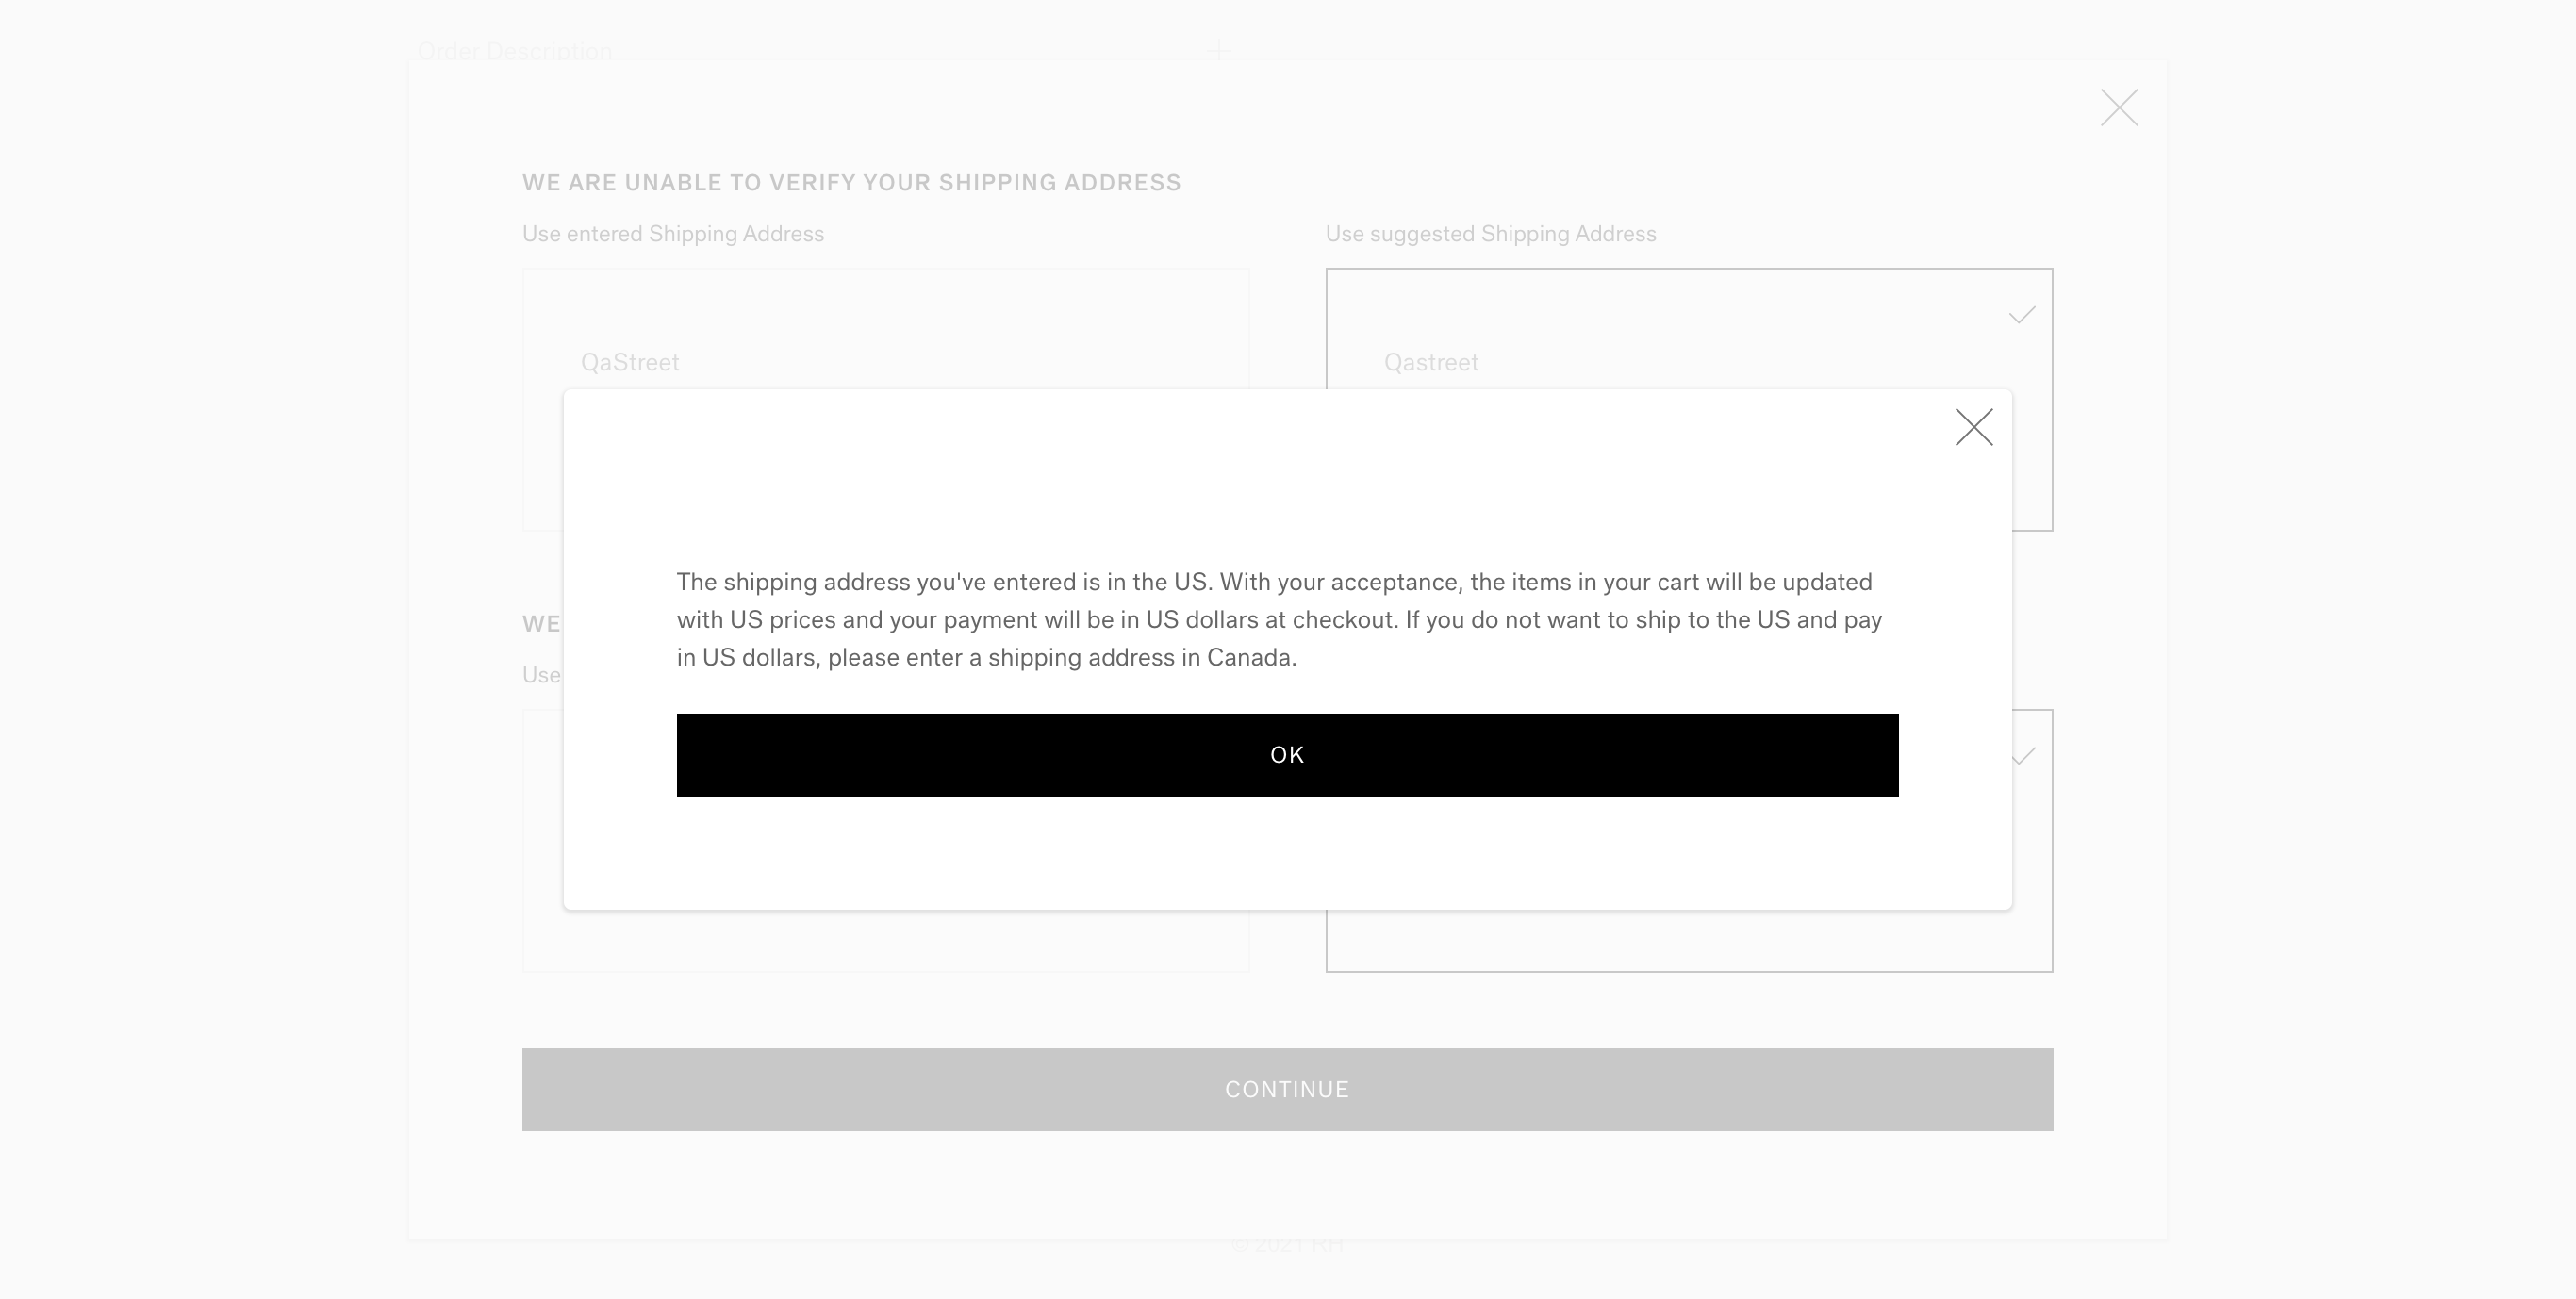 Order Description
WE ARE UNABLE TO VERIFY YOUR SHIPPING ADDRESS
Use entered Shipping Address
Use suggested Shipping Address
QaStreet
Qastreet
The shipping address you've entered is in the US. With your acceptance, the items in your cart will be updated
with US prices and your payment will be in US dollars at checkout. If you do not want to ship to the US and pay
in US dollars, please enter a shipping address in Canada.
WE
Use
OK
CONTINUE
© 2021 RH